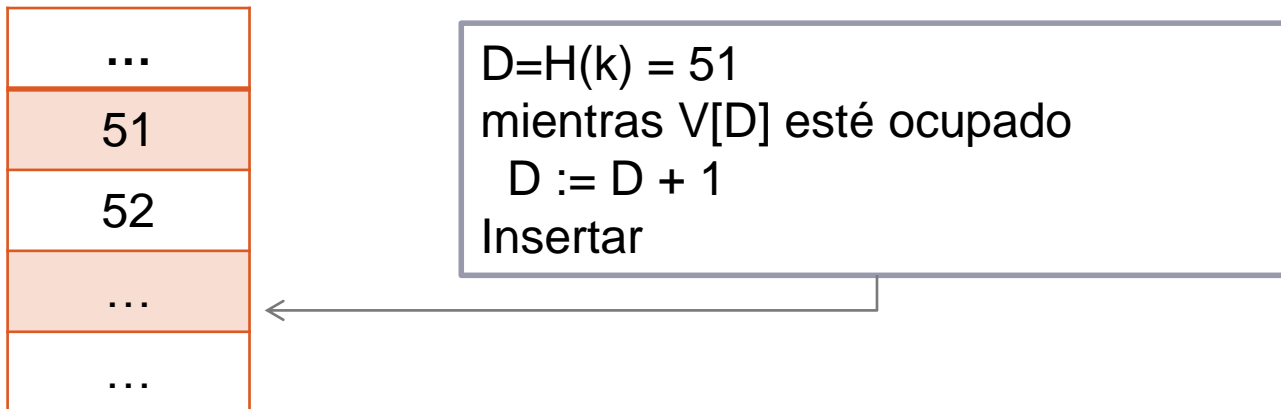 ...
51
52
...
...
D=H(k) = 51
mientras V[D] esté ocupado
D := D + 1
Insertar